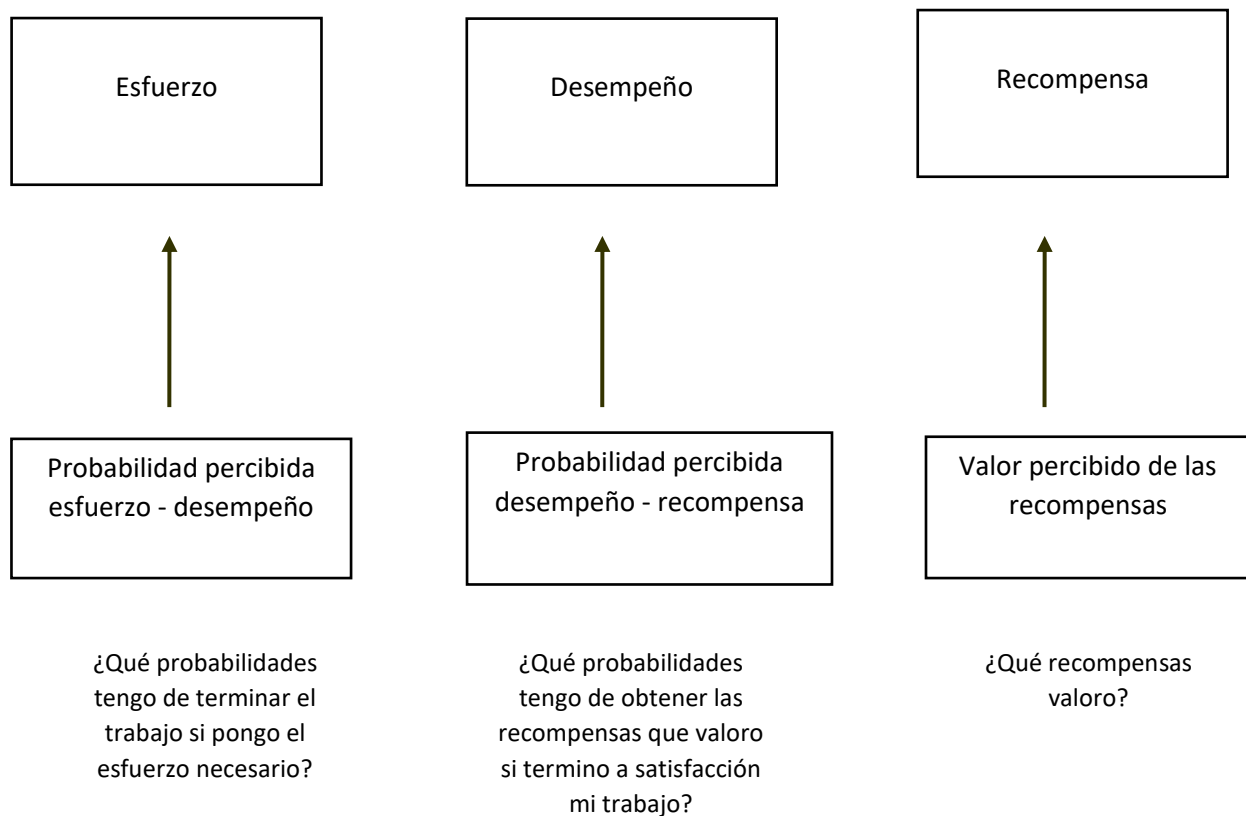 Esfuerzo
Desempeño
Recompensa
Probabilidad percibida
esfuerzo - desempeño
Probabilidad percibida
desempeño - recompensa
Valor percibido de las
recompensas
¿Qué probabilidades
tengo de terminar el
trabajo si pongo el
esfuerzo necesario?
¿Qué probabilidades
tengo de obtener las
recompensas que valoro
si termino a satisfacción
mi trabajo?
¿Qué recompensas
valoro?